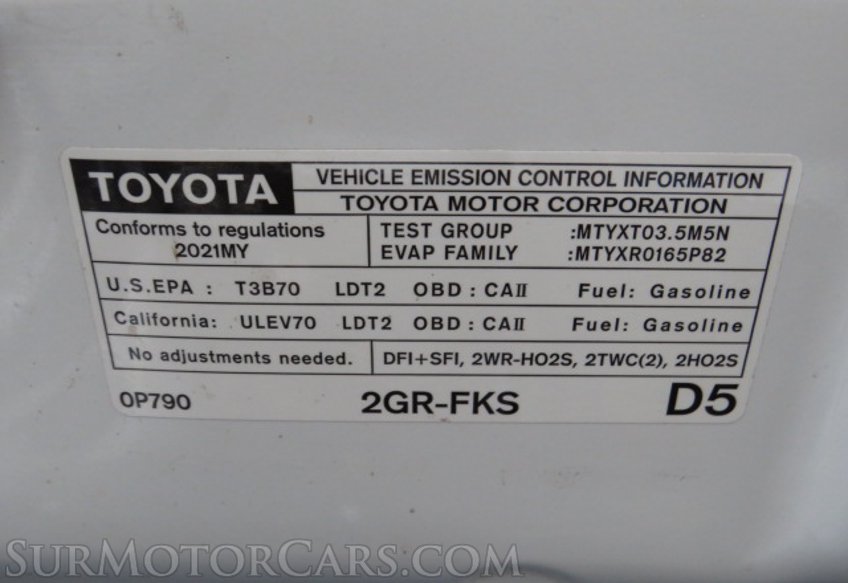 TOYOTA
VEHICLE EMISSION CONTROL INFORMATION
TOYOTA MOTOR CORPORATION
Conforms to regulations
2021MY
TEST GROUP :MTYXT03.5M5N
EVAP FAMILY :MTYXR0165P82
U.S.EPA : T3B70 LDT2 OBD : CAII Fuel: Gasoline
California: ULEV70 LDT2 OBD : CAII Fuel: Gasoline
No adjustments needed.
DFI+SFI, 2WR-HO2S, 2TWC(2), 2HO2S
0P790 2GR-FKS D5
SurMotorCars.com